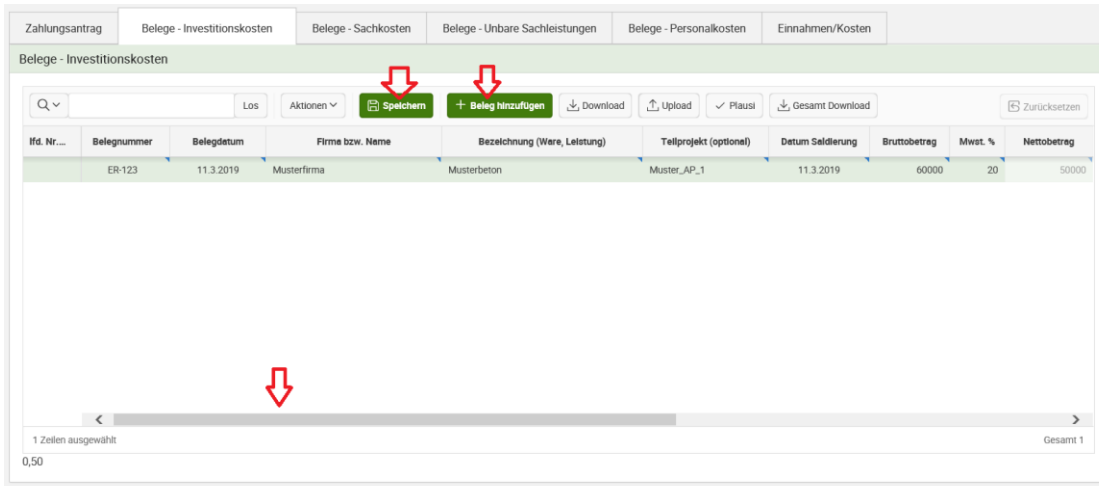 Zahlungsantrag Belege - Investitionskosten Belege - Sachkosten Belege - Unbare Sachleistungen Belege - Personalkosten Einnahmen/Kosten
Belege - Investitionskosten
Los Aktionen Speichern + Beleg hinzufügen Download Upload Plausi Gesamt Download Zurücksetzen
lfd. Nr.... Belegnummer Belegdatum Firma bzw. Name Bezeichnung (Ware, Leistung) Teilprojekt (optional) Datum Saldierung Bruttobetrag Mwst. % Nettobetrag
ER-123 11.3.2019 Musterfirma Musterbeton Muster_AP_1 11.3.2019 60000 20 50000
1 Zeilen ausgewählt Gesamt 1
0,50